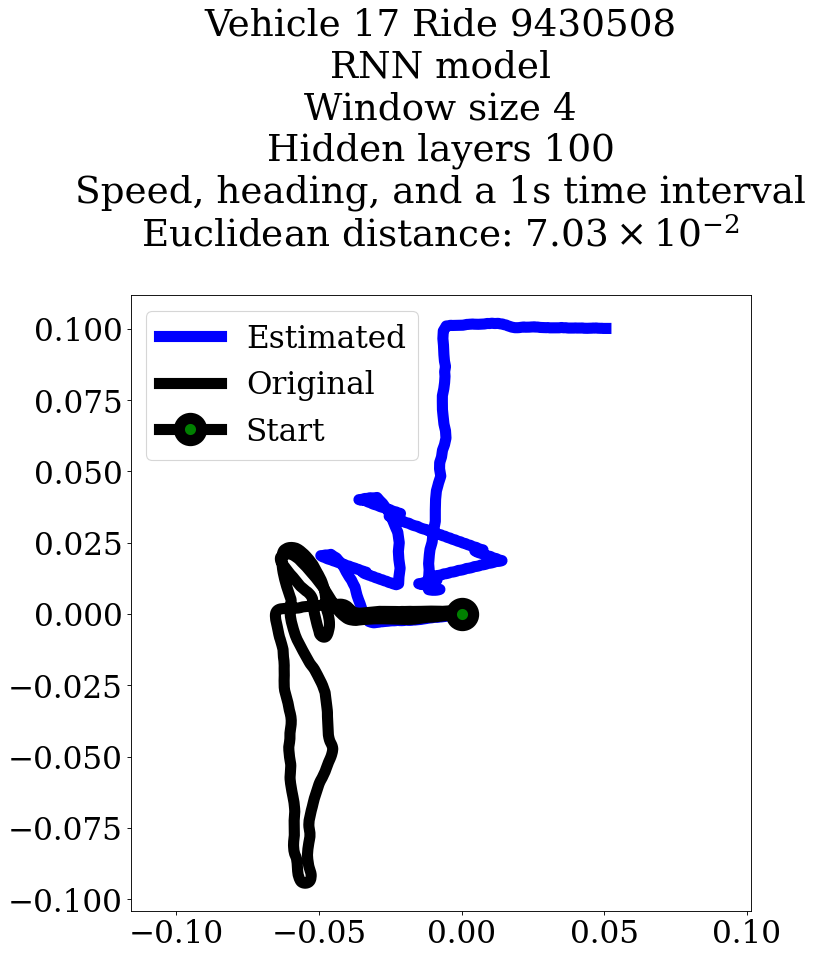 Vehicle 17 Ride 9430508
RNN model
Window size 4
Hidden layers 100
Speed, heading, and a 1s time interval
Euclidean distance: 7.03 × 10⁻²
Estimated
Original
Start
0.100
0.075
0.050
0.025
0.000
−0.025
−0.050
−0.075
−0.100
−0.10 −0.05 0.00 0.05 0.10